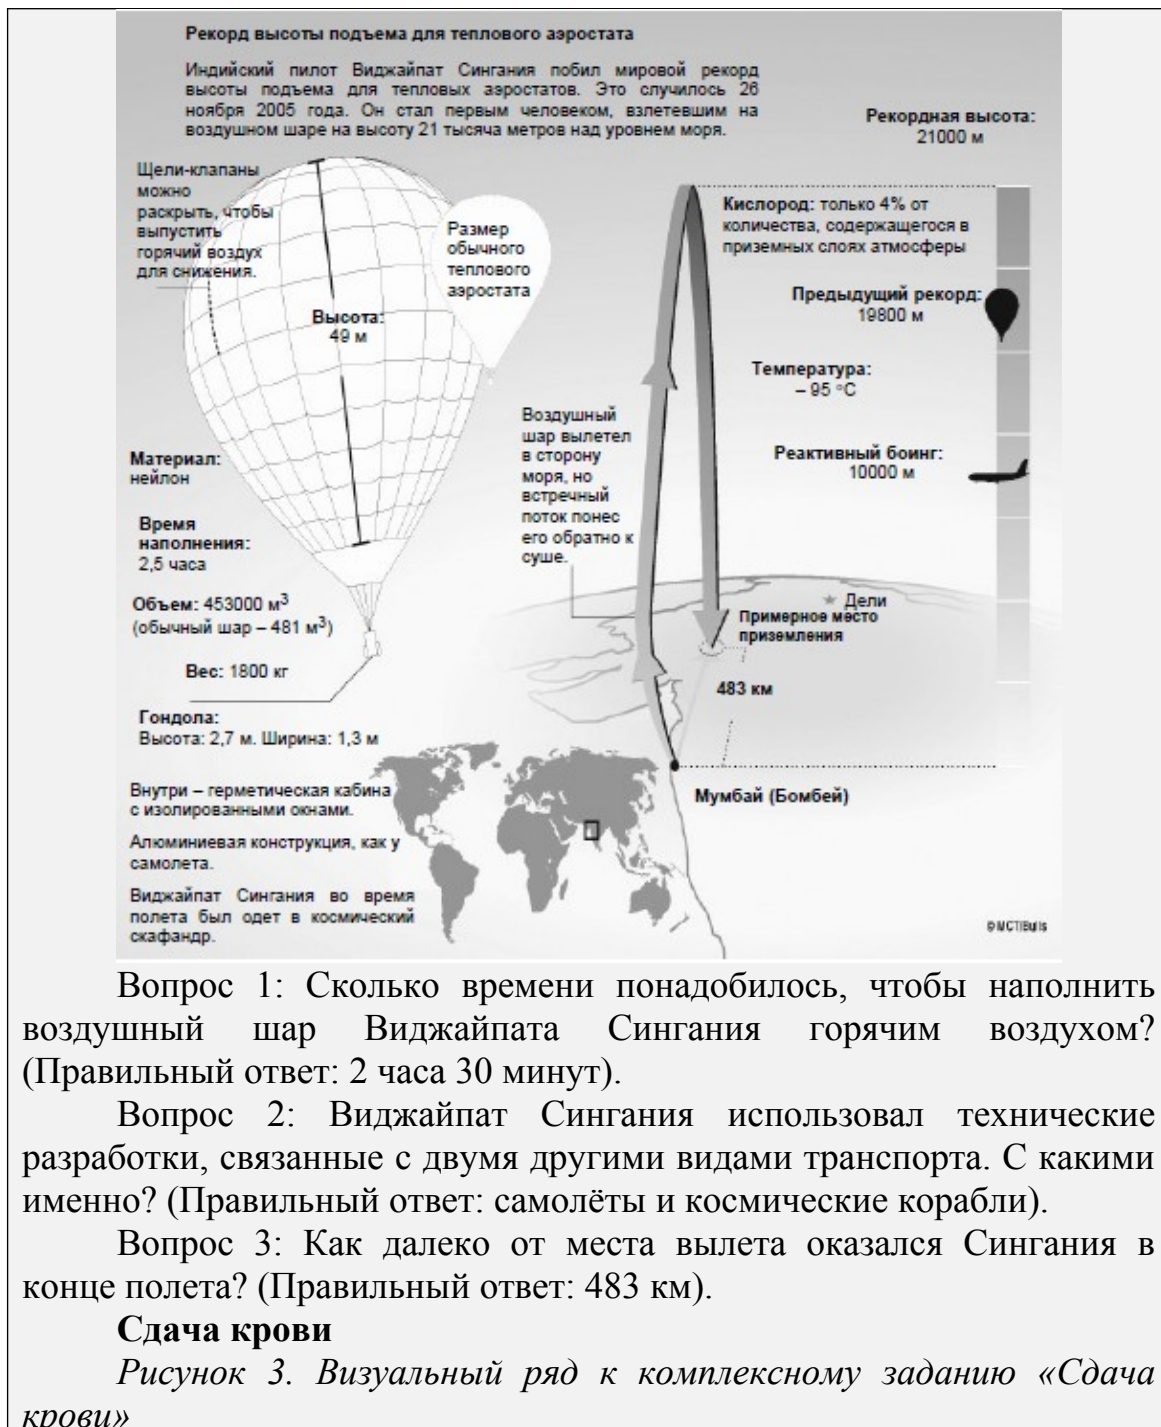 Рекорд высоты подъема для теплового аэростата
Индийский пилот Виджайпат Сингания побил мировой рекорд
высоты подъема для тепловых аэростатов. Это случилось 26
ноября 2005 года. Он стал первым человеком, взлетевшим на
воздушном шаре на высоту 21 тысяча метров над уровнем моря.
Рекордная высота:
21000 м
Щели-клапаны
можно
раскрыть, чтобы
выпустить
горячий воздух
для снижения.
Размер
обычного
теплового
аэростата
Кислород: только 4% от
количества, содержащегося в
приземных слоях атмосферы
Высота:
49 м
Предыдущий рекорд:
19800 м
Температура:
– 95 °C
Воздушный
шар вылетел
в сторону
моря, но
встречный
поток понес
его обратно к
суше.
Реактивный боинг:
10000 м
Материал:
нейлон
Время
наполнения:
2,5 часа
Объем: 453000 м³
(обычный шар – 481 м³)
Вес: 1800 кг
Дели
Примерное место
приземления
483 км
Гондола:
Высота: 2,7 м. Ширина: 1,3 м
Внутри – герметическая кабина
с изолированными окнами.
Алюминиевая конструкция, как у
самолета.
Виджайпат Сингания во время
полета был одет в космический
скафандр.
Мумбай (Бомбей)
© MCT/Bulls
Вопрос 1: Сколько времени понадобилось, чтобы наполнить
воздушный шар Виджайпата Сингания горячим воздухом?
(Правильный ответ: 2 часа 30 минут).
Вопрос 2: Виджайпат Сингания использовал технические
разработки, связанные с двумя другими видами транспорта. С какими
именно? (Правильный ответ: самолёты и космические корабли).
Вопрос 3: Как далеко от места вылета оказался Сингания в
конце полета? (Правильный ответ: 483 км).
Сдача крови
Рисунок 3. Визуальный ряд к комплексному заданию «Сдача
крови»